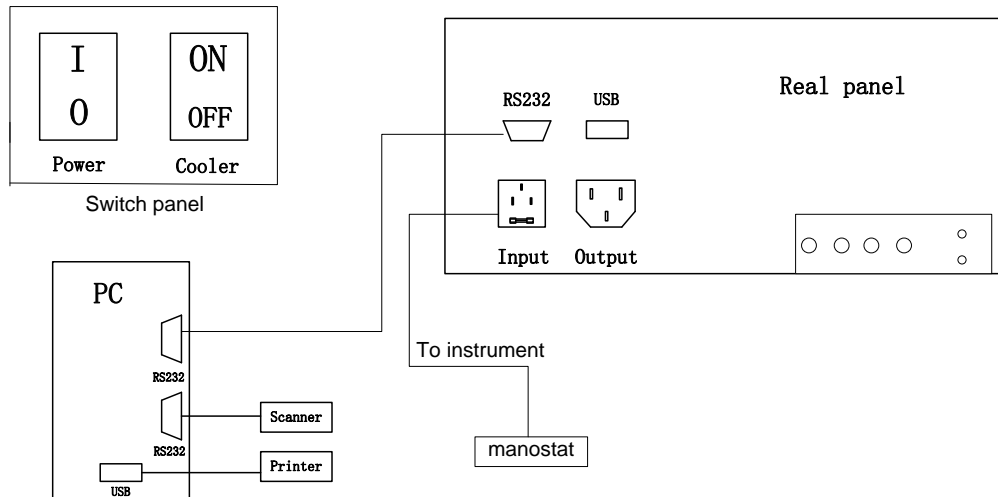 I
O
Power
ON
OFF
Cooler
Switch panel
RS232
USB
Real panel
Input
Output
PC
RS232
RS232
USB
Scanner
Printer
To instrument
manostat